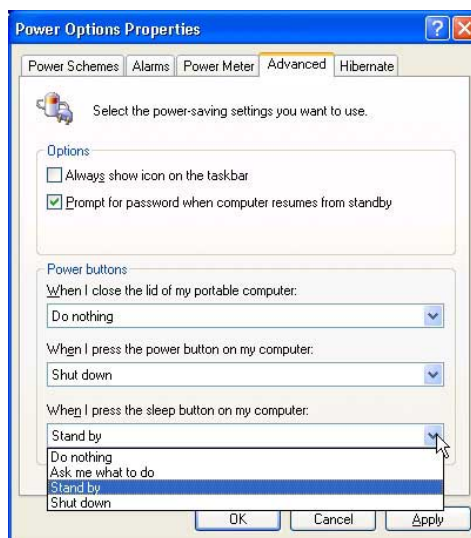 Power Options Properties
Power Schemes Alarms Power Meter Advanced Hibernate
Select the power-saving settings you want to use.
Options
Always show icon on the taskbar
Prompt for password when computer resumes from standby
Power buttons
When I close the lid of my portable computer:
Do nothing
When I press the power button on my computer:
Shut down
When I press the sleep button on my computer:
Stand by
Do nothing
Ask me what to do
Stand by
Shut down
OK Cancel Apply